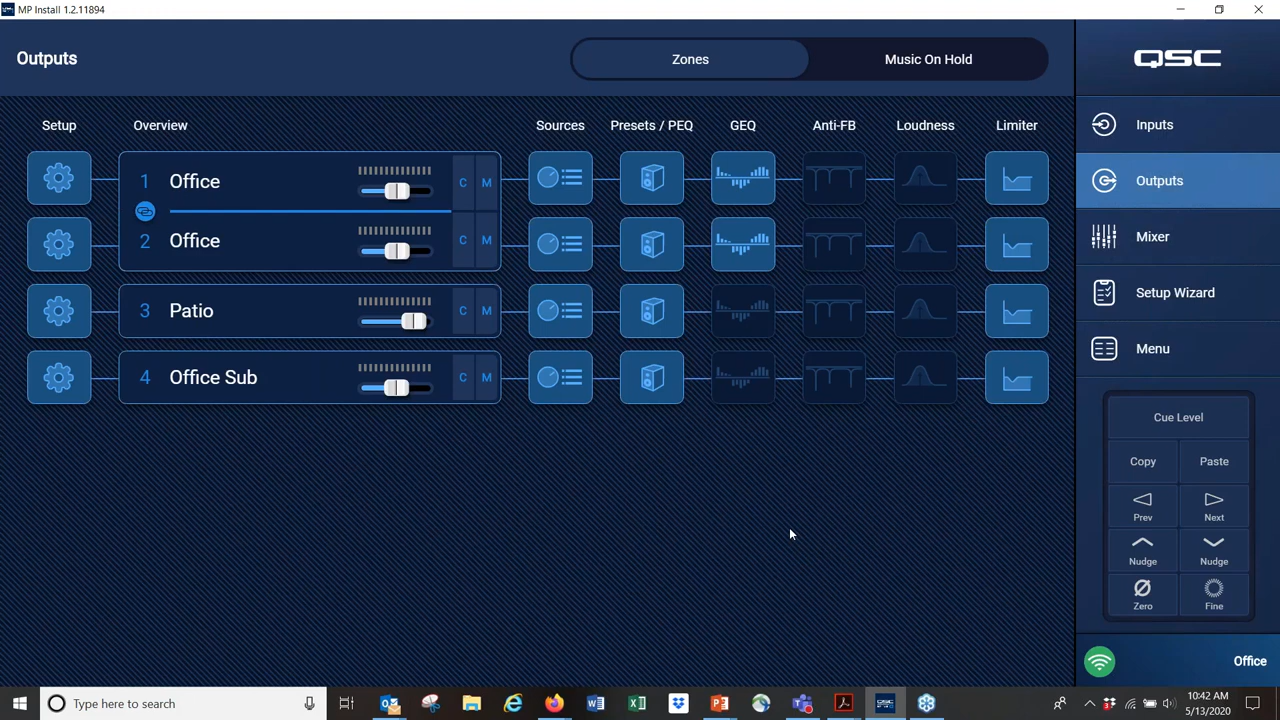 MP Install 1.2.11894
Outputs
Zones
Music On Hold
QSC
Setup
Overview
Sources
Presets / PEQ
GEQ
Anti-FB
Loudness
Limiter
1 Office C M
2 Office C M
3 Patio C M
4 Office Sub C M
Inputs
Outputs
Mixer
Setup Wizard
Menu
Cue Level
Copy
Paste
Prev
Next
Nudge
Nudge
Zero
Fine
Office
Type here to search
QSC
10:42 AM
5/13/2020